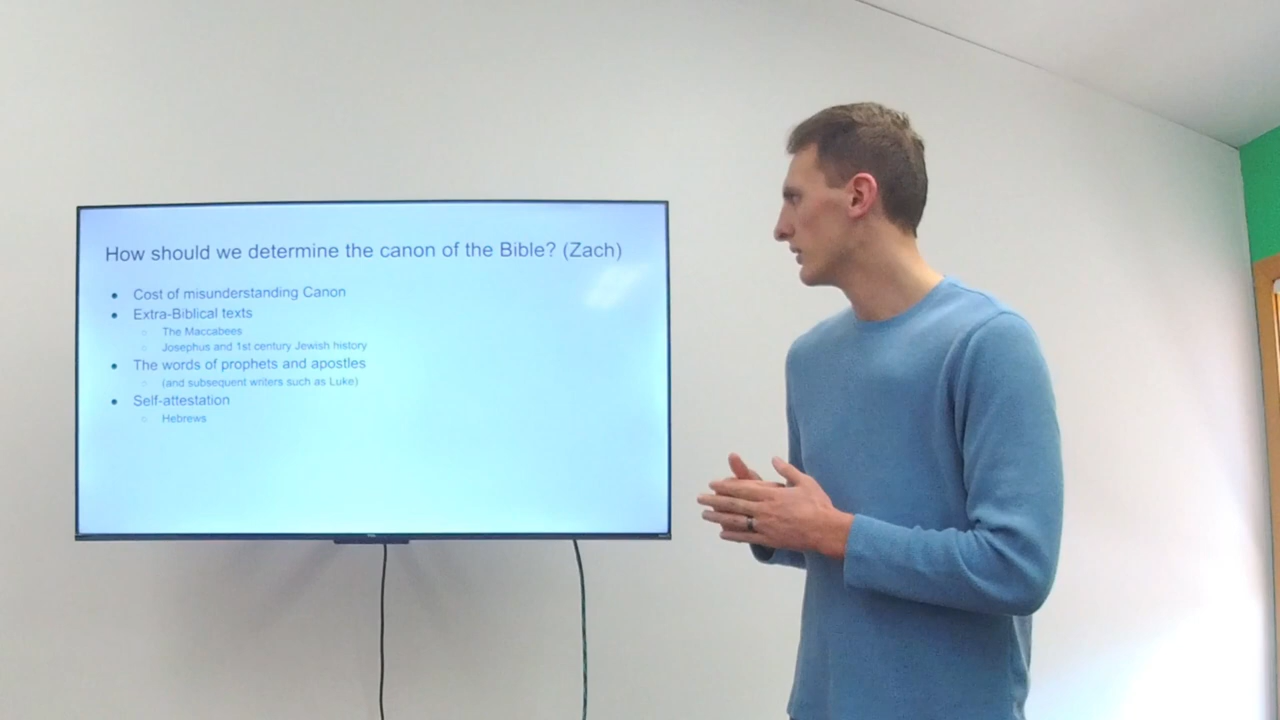 How should we determine the canon of the Bible? (Zach)
Cost of misunderstanding Canon
Extra-Biblical texts
The Maccabees
Josephus and 1st century Jewish history
The words of prophets and apostles
(and subsequent writers such as Luke)
Self-attestation
Hebrews
TCL